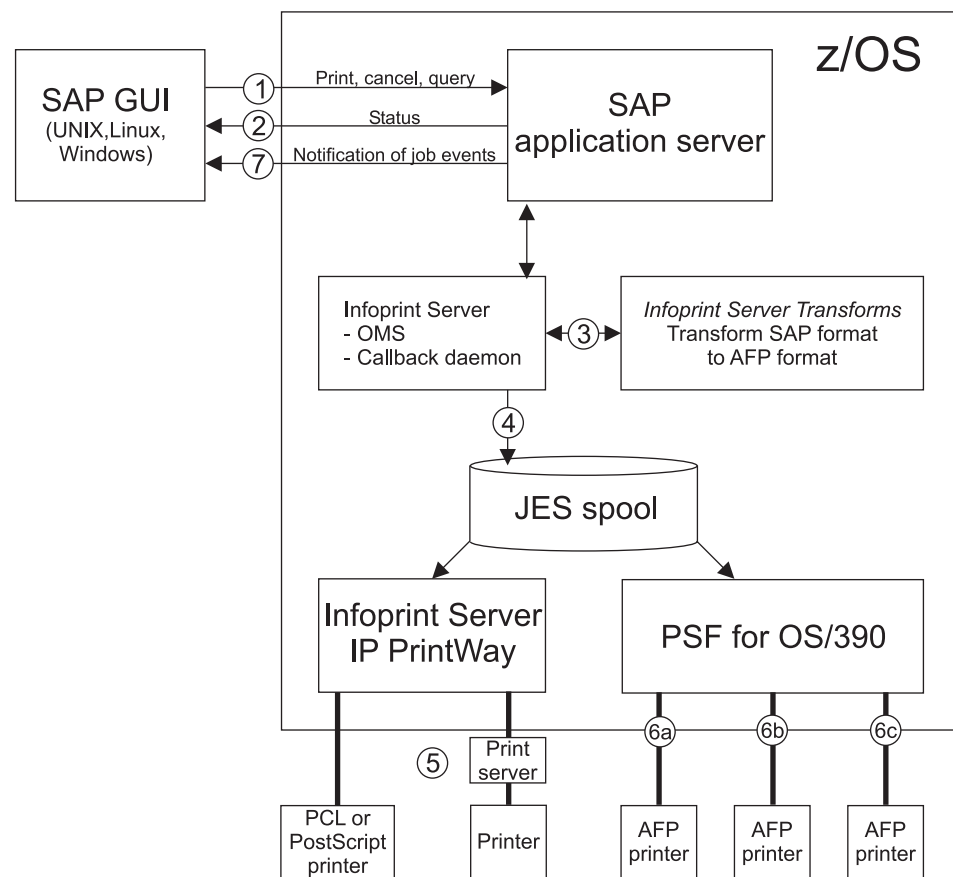 z/OS
SAP GUI
(UNIX,Linux,
Windows)
1
Print, cancel, query
2
Status
7
Notification of job events
SAP
application server
Infoprint Server
- OMS
- Callback daemon
3
Infoprint Server Transforms
Transform SAP format
to AFP format
4
JES spool
Infoprint Server
IP PrintWay
PSF for OS/390
6a
6b
6c
5
Print
server
PCL or
PostScript
printer
Printer
AFP
printer
AFP
printer
AFP
printer